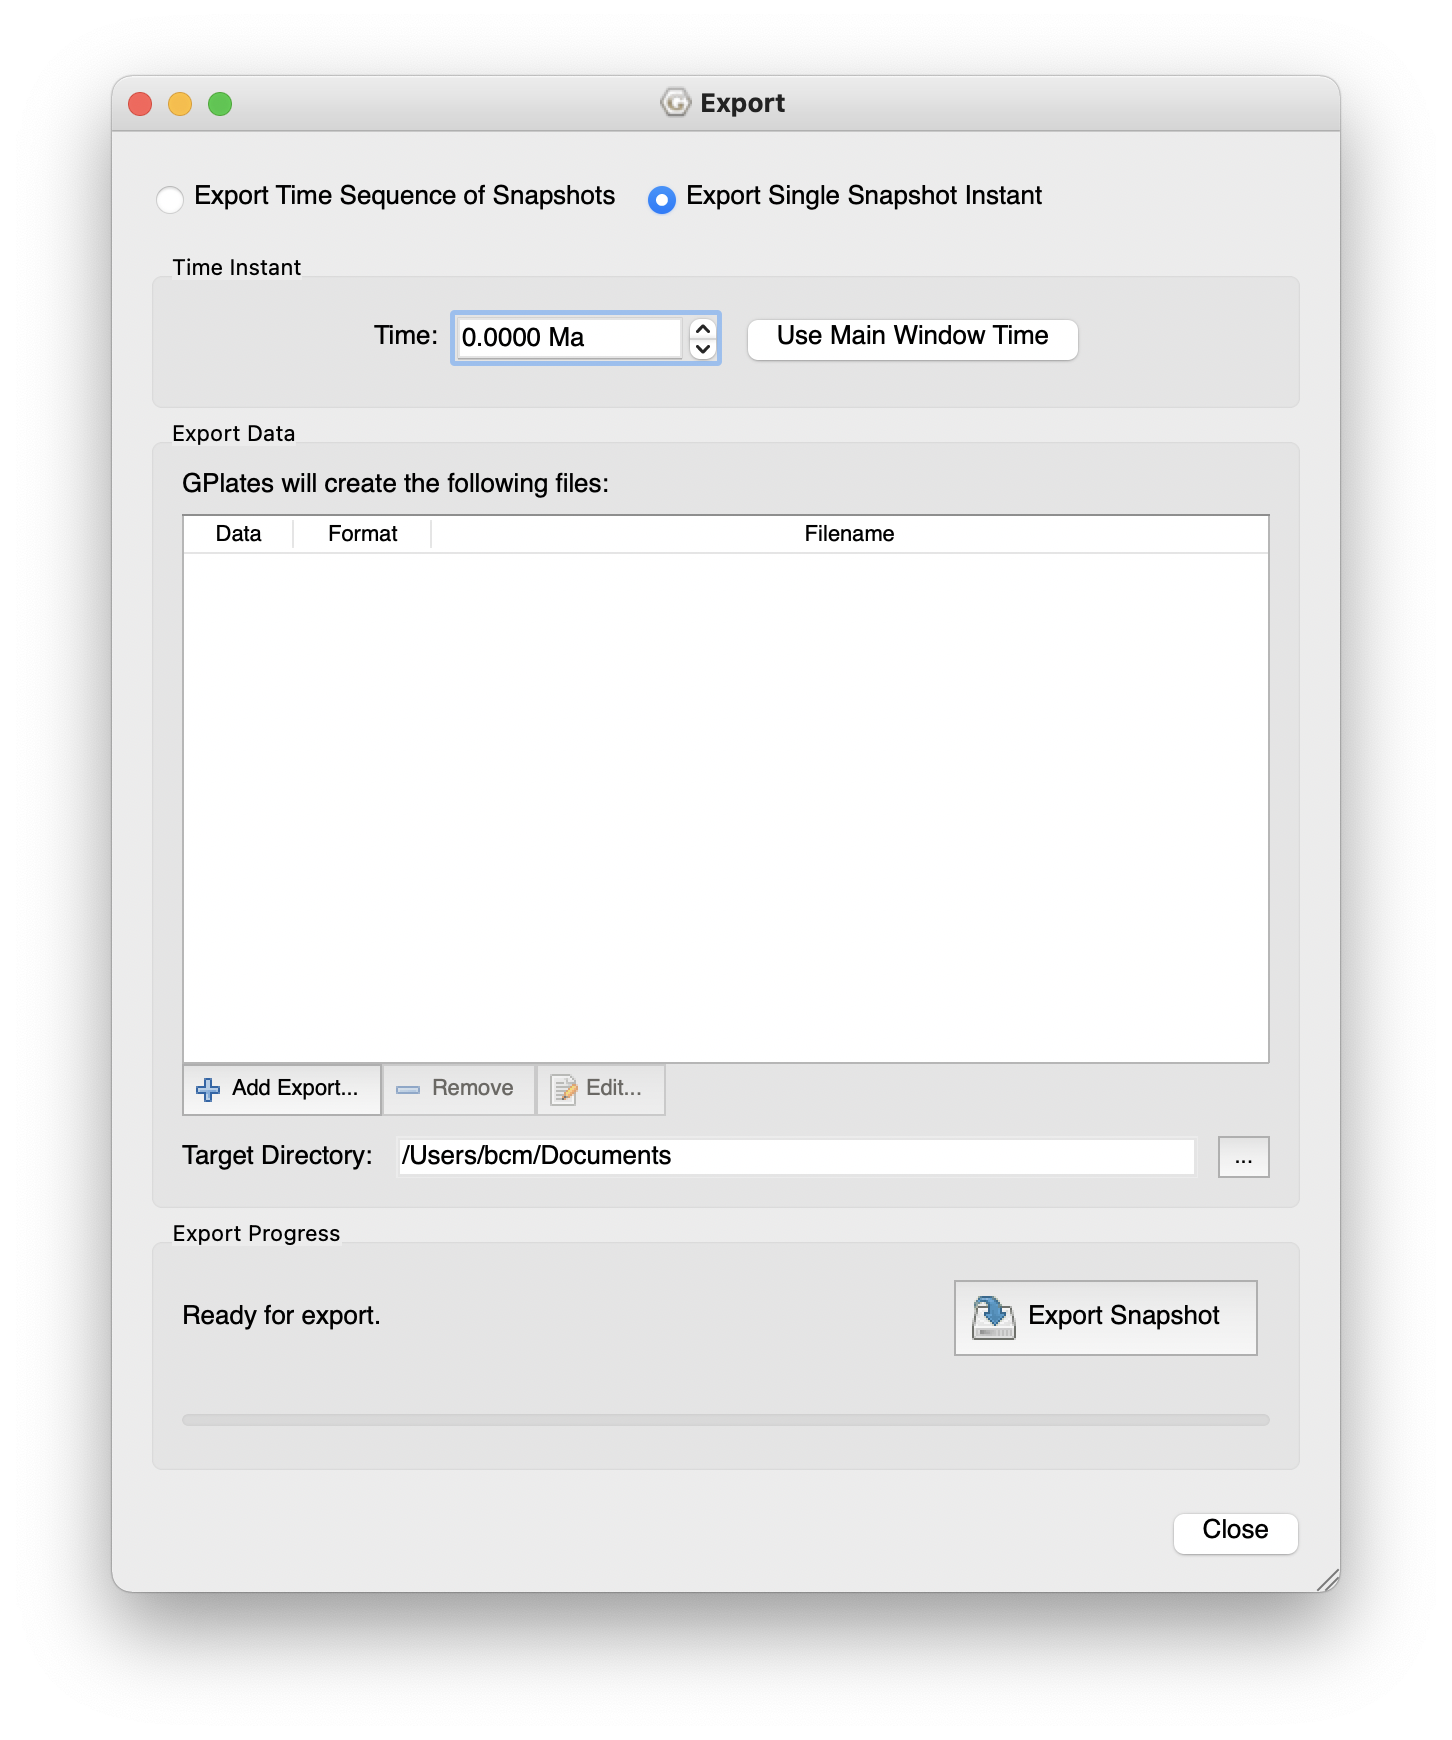 Export
Export Time Sequence of Snapshots Export Single Snapshot Instant
Time Instant
Time: 0.0000 Ma Use Main Window Time
Export Data
GPlates will create the following files:
Data Format Filename
Add Export... Remove Edit...
Target Directory: /Users/bcm/Documents ...
Export Progress
Ready for export. Export Snapshot
Close